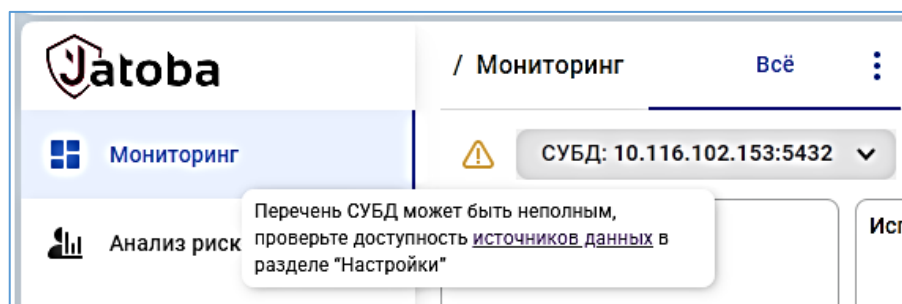 Jatoba
/ Мониторинг
Всё
Мониторинг
СУБД: 10.116.102.153:5432
Перечень СУБД может быть неполным,
проверьте доступность источников данных в
разделе “Настройки”
Анализ риск
Исп